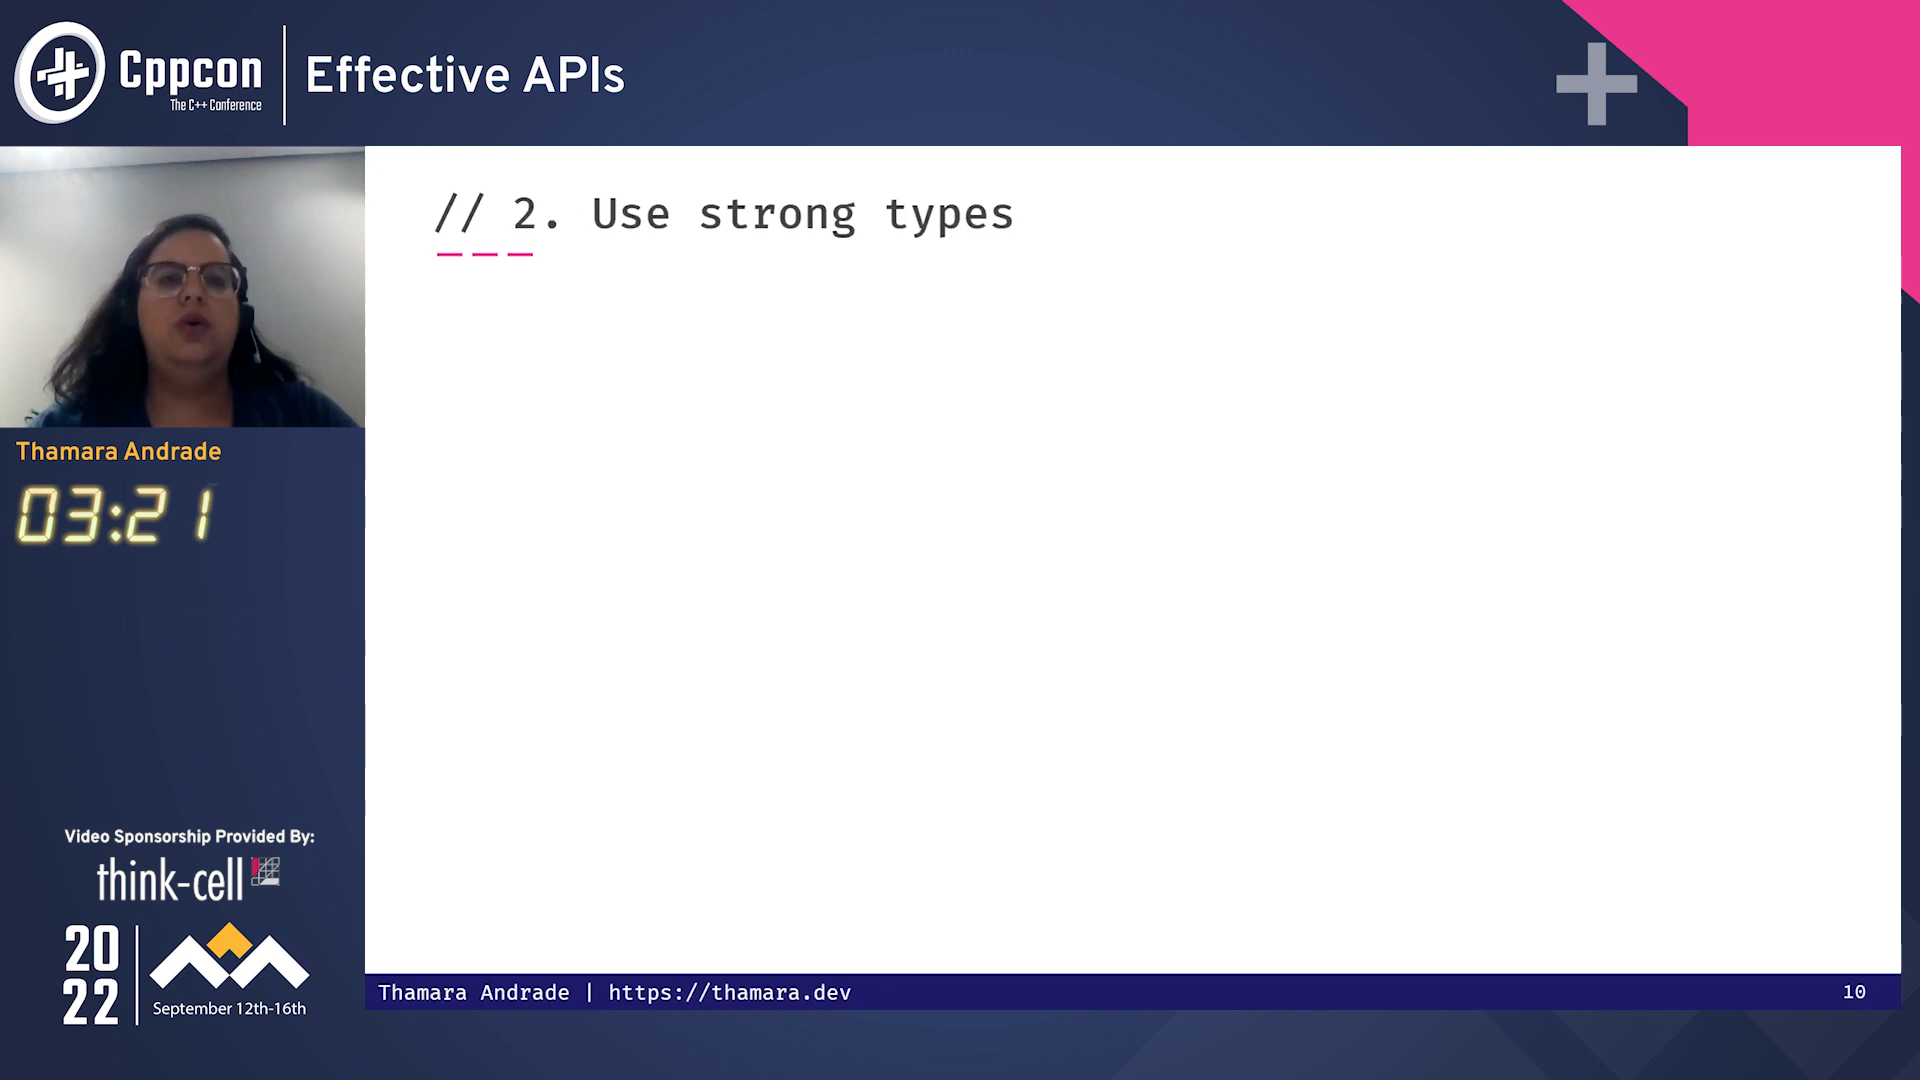 Cppcon
The C++ Conference
Effective APIs
// 2. Use strong types
Thamara Andrade
03:21
Video Sponsorship Provided By:
think-cell
20
22
September 12th-16th
Thamara Andrade | https://thamara.dev
10